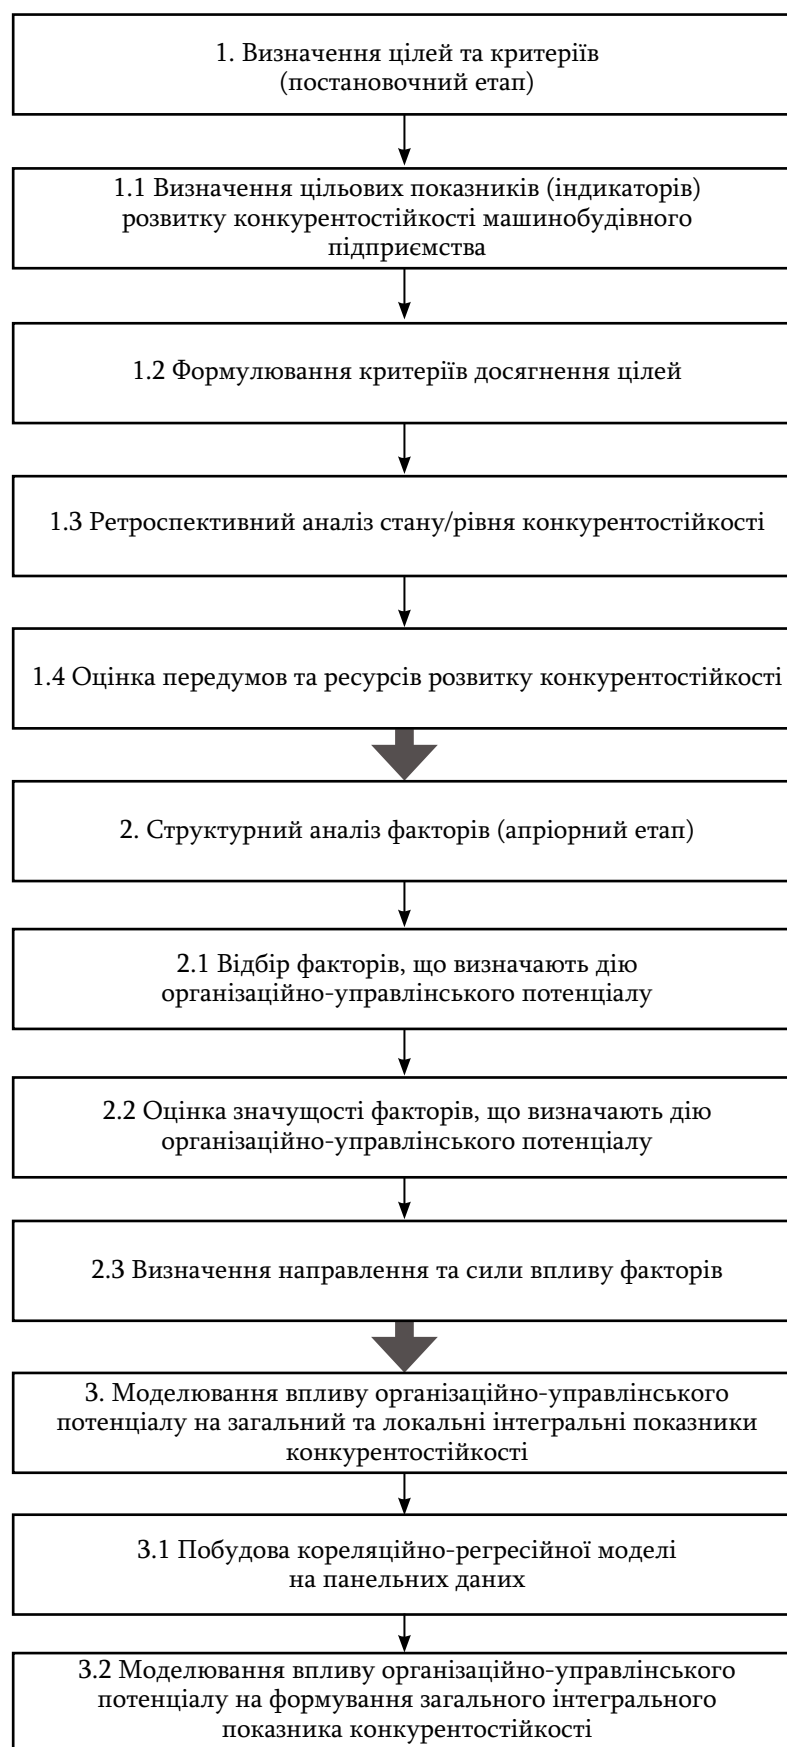 1. Визначення цілей та критеріїв
(постановочний етап)
1.1 Визначення цільових показників (індикаторів)
розвитку конкурентостійкості машинобудівного
підприємства
1.2 Формулювання критеріїв досягнення цілей
1.3 Ретроспективний аналіз стану/рівня конкурентостійкості
1.4 Оцінка передумов та ресурсів розвитку конкурентостійкості
2. Структурний аналіз факторів (апріорний етап)
2.1 Відбір факторів, що визначають дію
організаційно-управлінського потенціалу
2.2 Оцінка значущості факторів, що визначають дію
організаційно-управлінського потенціалу
2.3 Визначення направлення та сили впливу факторів
3. Моделювання впливу організаційно-управлінського
потенціалу на загальний та локальні інтегральні показники
конкурентостійкості
3.1 Побудова кореляційно-регресійної моделі
на панельних даних
3.2 Моделювання впливу організаційно-управлінського
потенціалу на формування загального інтегрального
показника конкурентостійкості